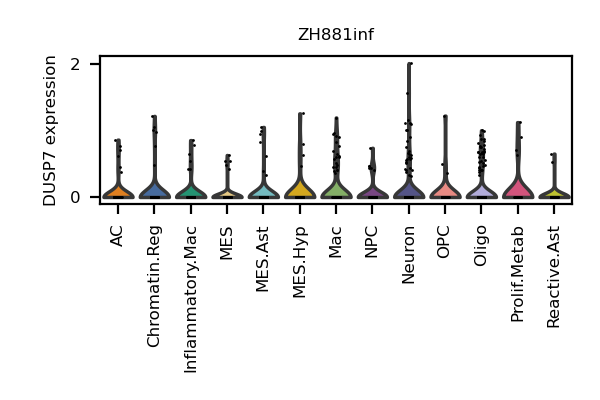 ZH881inf
DUSP7 expression
2
0
AC
Chromatin.Reg
Inflammatory.Mac
MES
MES.Ast
MES.Hyp
Mac
NPC
Neuron
OPC
Oligo
Prolif.Metab
Reactive.Ast